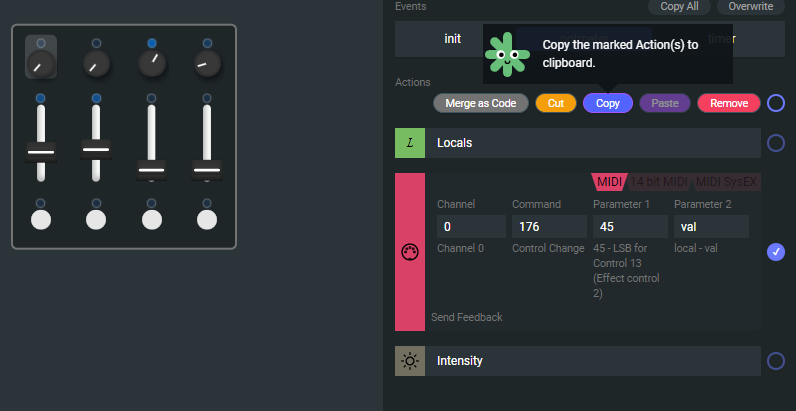 Events
Copy All
Overwrite
init
Copy the marked Action(s) to
clipboard.
Actions
Merge as Code
Cut
Copy
Paste
Remove
L
Locals
MIDI
14 bit MIDI
MIDI SysEX
Channel
Command
Parameter 1
Parameter 2
0
176
45
val
Channel 0
Control Change
45 - LSB for
Control 13
(Effect control
2)
local - val
Send Feedback
Intensity